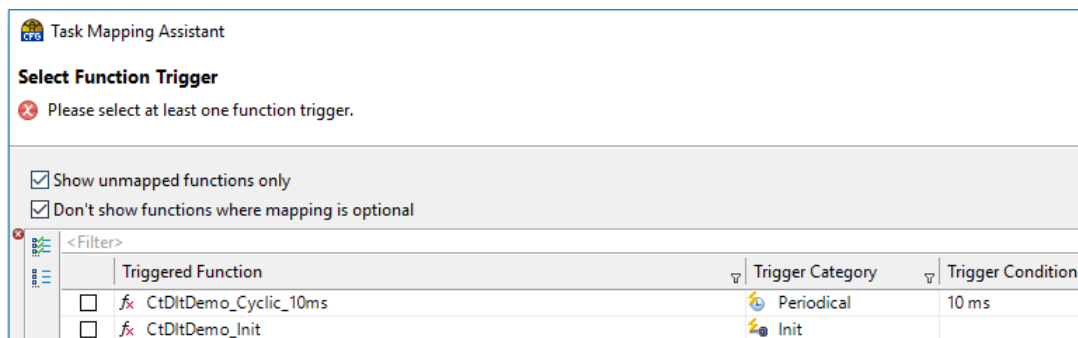 CFG Task Mapping Assistant
Select Function Trigger
Please select at least one function trigger.
Show unmapped functions only
Don't show functions where mapping is optional
<Filter>
Triggered Function Trigger Category Trigger Condition
fx CtDltDemo_Cyclic_10ms Periodical 10 ms
fx CtDltDemo_Init Init